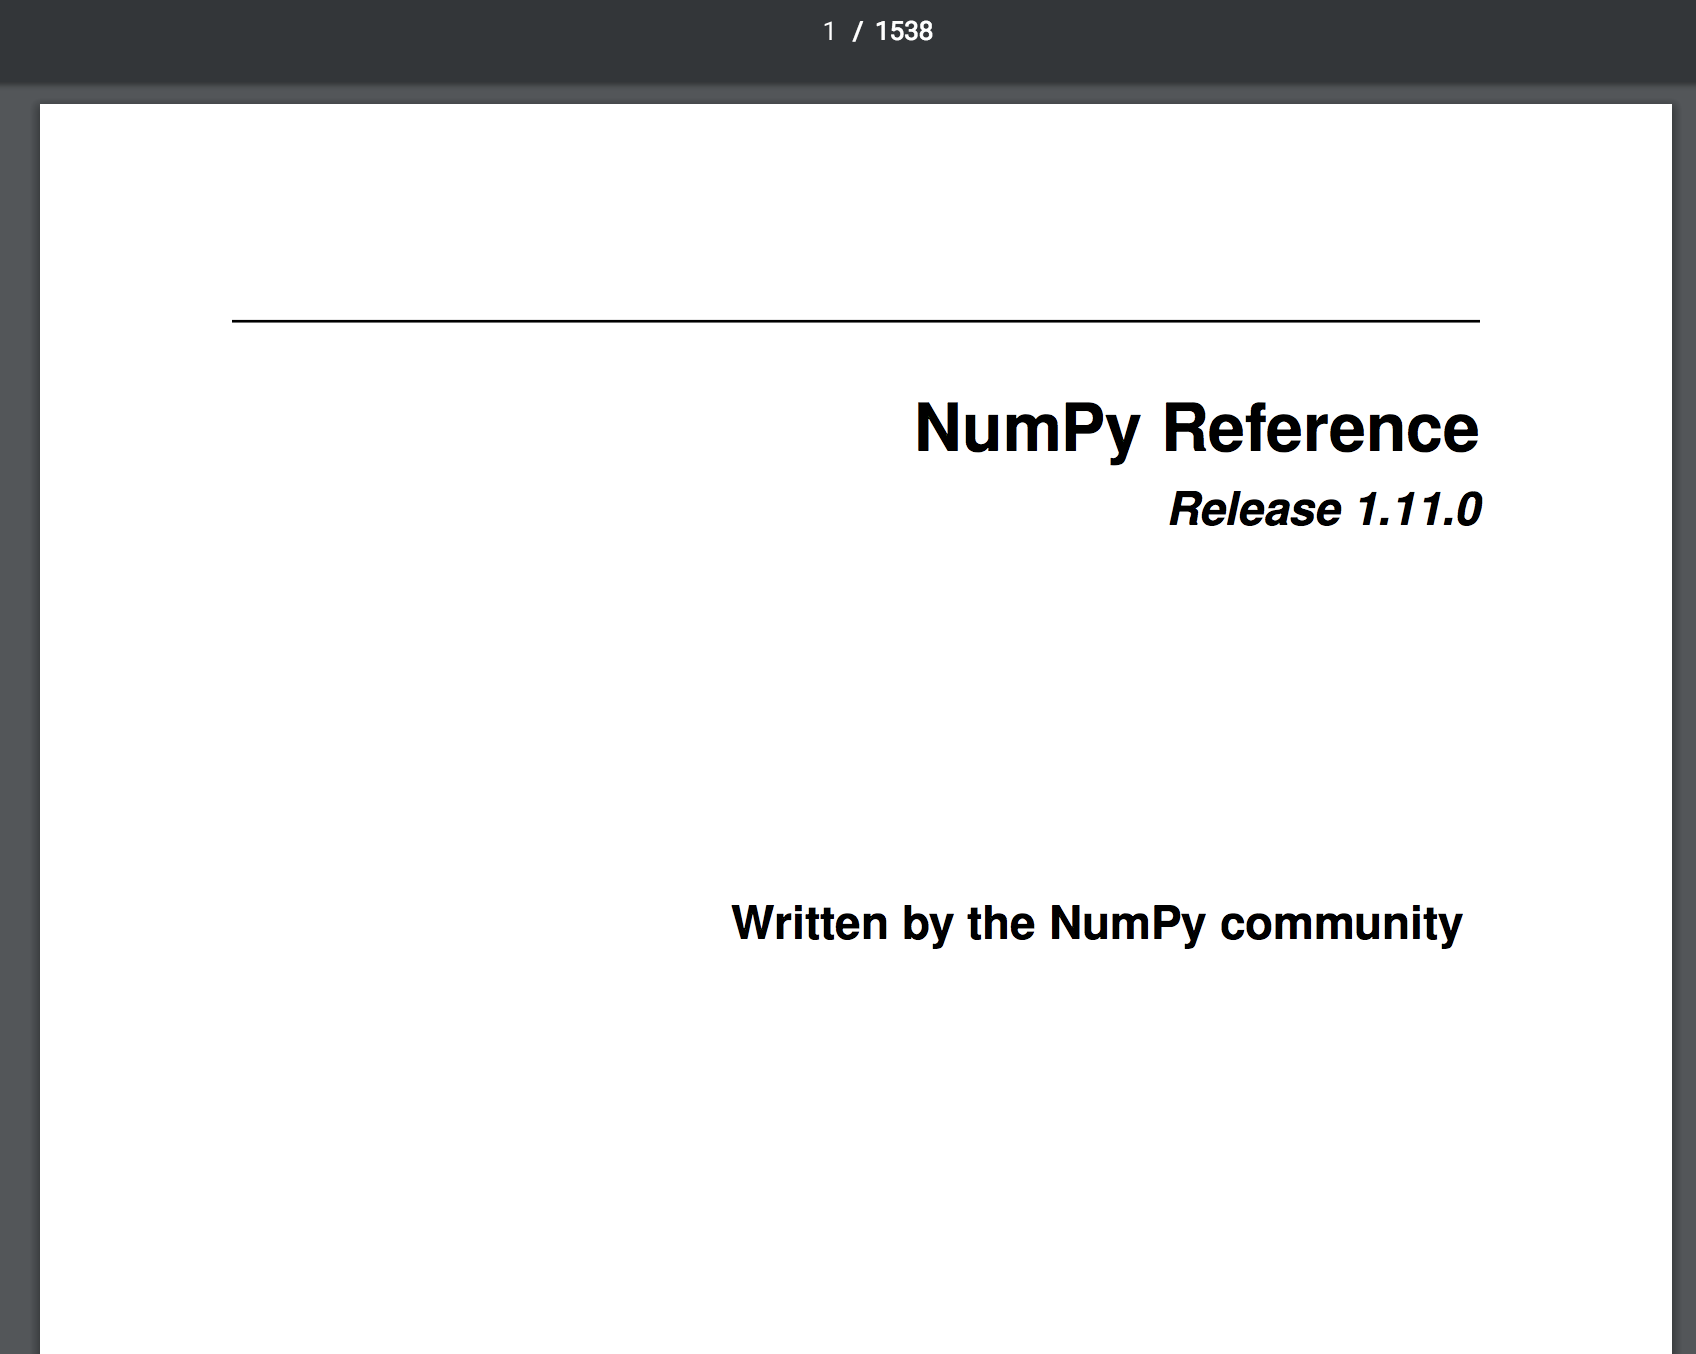 1 / 1538
NumPy Reference
Release 1.11.0
Written by the NumPy community